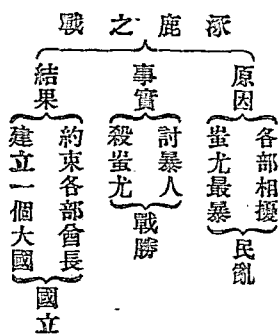 涿鹿之戰
原因
各部相擾
蚩尤最暴
民亂
事實
討暴人
殺蚩尤
戰勝
結果
約束各部酋長
建立一個大國
國立